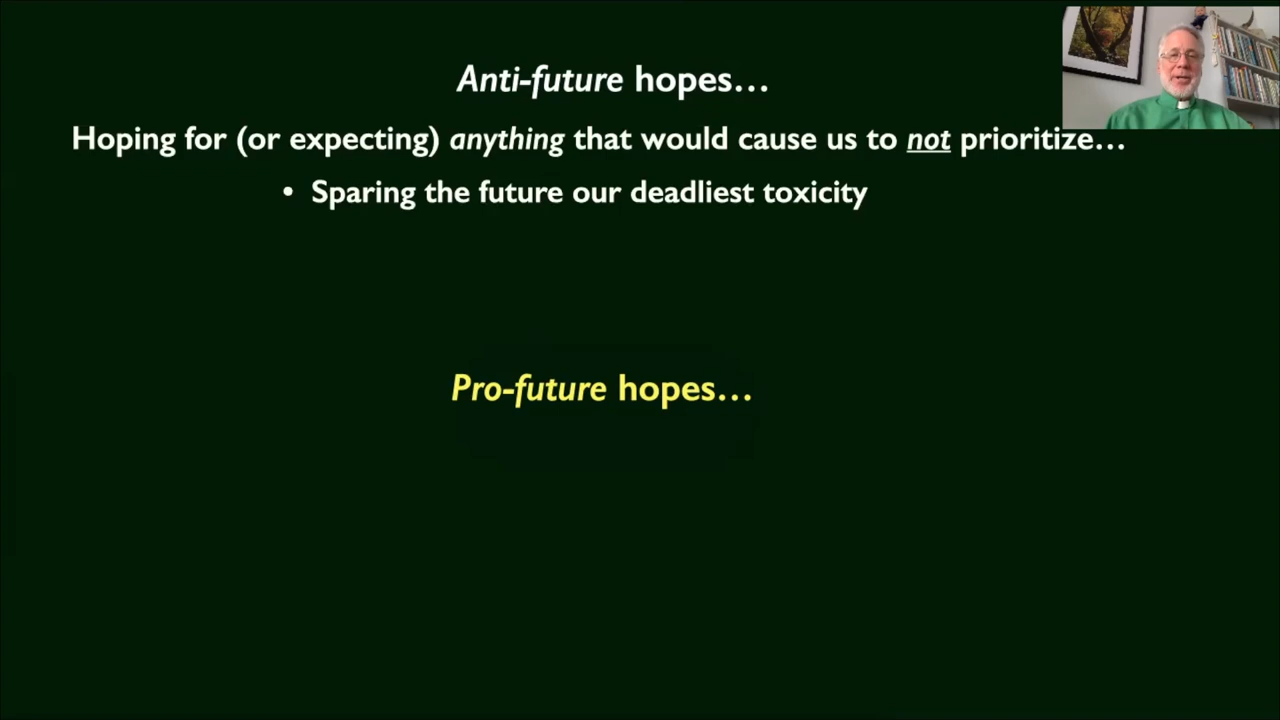 Anti-future hopes…
Hoping for (or expecting) anything that would cause us to not prioritize…
• Sparing the future our deadliest toxicity
Pro-future hopes…